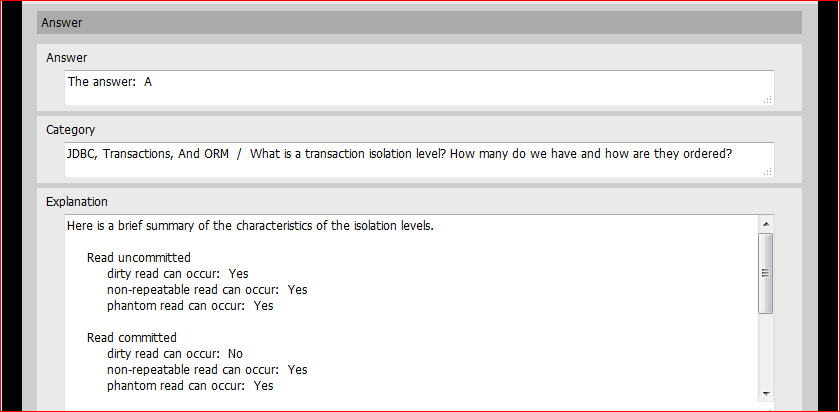 Answer
Answer
The answer:  A
Category
JDBC, Transactions, And ORM  /  What is a transaction isolation level? How many do we have and how are they ordered?
Explanation
Here is a brief summary of the characteristics of the isolation levels.
Read uncommitted
dirty read can occur:  Yes
non-repeatable read can occur:  Yes
phantom read can occur:  Yes
Read committed
dirty read can occur:  No
non-repeatable read can occur:  Yes
phantom read can occur:  Yes